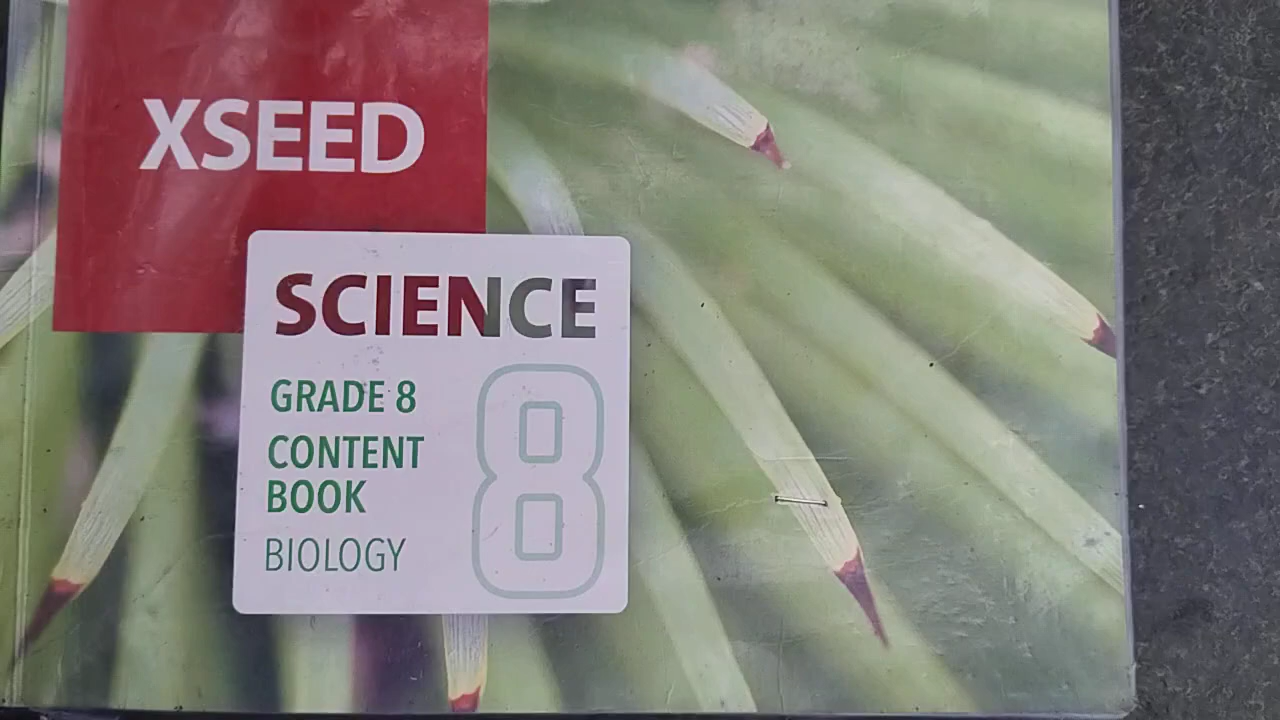 XSEED
SCIENCE
GRADE 8
CONTENT
BOOK
BIOLOGY
8